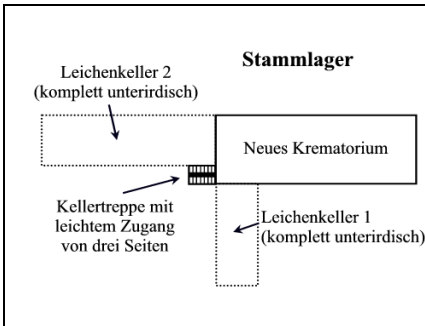 Stammlager
Leichenkeller 2
(komplett unterirdisch)
Neues Krematorium
Kellertreppe mit
leichtem Zugang
von drei Seiten
Leichenkeller 1
(komplett unterirdisch)